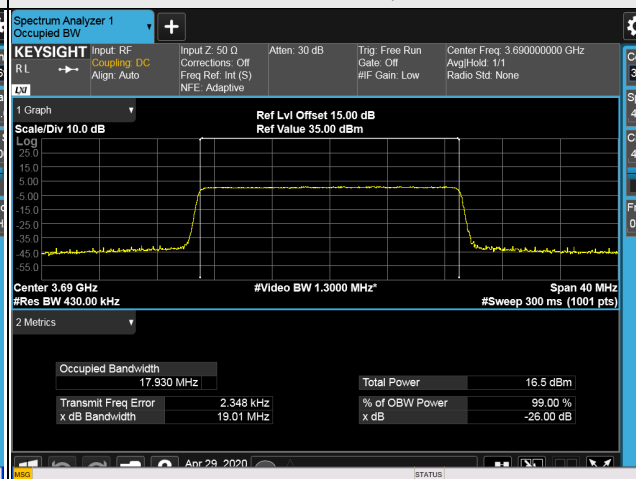 Spectrum Analyzer 1
Occupied BW
+
KEYSIGHT Input: RF Input Z: 50 Ω Atten: 30 dB Trig: Free Run Center Freq: 3.690000000 GHz
R L Coupling: DC Corrections: Off Gate: Off Avg|Hold: 1/1
Align: Auto Freq Ref: Int (S) #IF Gain: Low Radio Std: None
LXI NFE: Adaptive
1 Graph
Ref Lvl Offset 15.00 dB
Scale/Div 10.0 dB Ref Value 35.00 dBm
Log
25.0
15.0
5.00
-5.00
-15.0
-25.0
-35.0
-45.0
-55.0
Center 3.69 GHz #Video BW 1.3000 MHz* Span 40 MHz
#Res BW 430.00 kHz #Sweep 300 ms (1001 pts)
2 Metrics
Occupied Bandwidth
17.930 MHz Total Power 16.5 dBm
Transmit Freq Error 2.348 kHz % of OBW Power 99.00 %
x dB Bandwidth 19.01 MHz x dB -26.00 dB
Apr 29, 2020
MSG STATUS